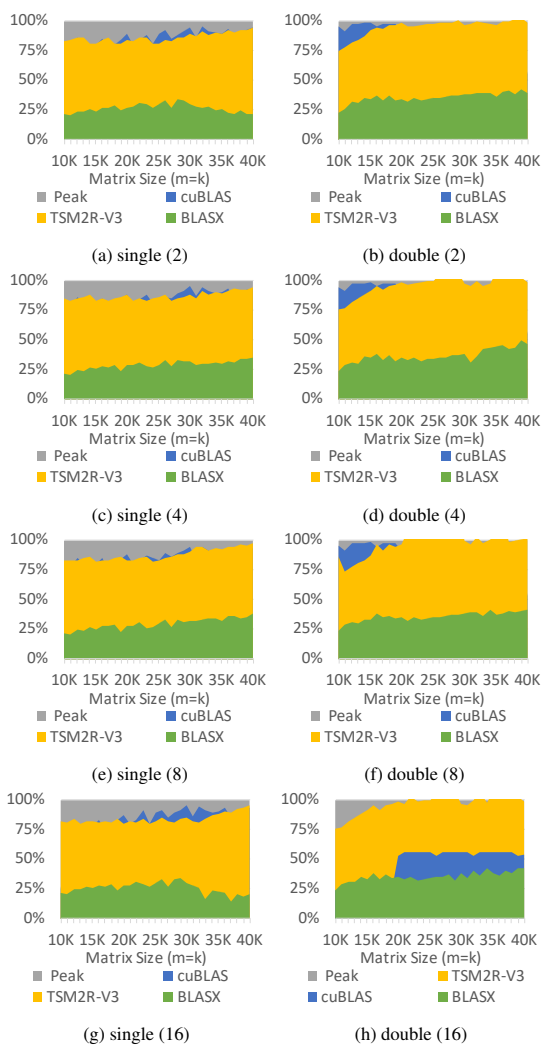 100% 100%
75% 75%
50% 50%
25% 25%
0% 0%
10K 15K 20K 25K 30K 35K 40K 10K 15K 20K 25K 30K 35K 40K
Matrix Size (m=k) Matrix Size (m=k)
Peak cuBLAS Peak cuBLAS
TSM2R-V3 BLASX TSM2R-V3 BLASX
(a) single (2) (b) double (2)
100% 100%
75% 75%
50% 50%
25% 25%
0% 0%
10K 15K 20K 25K 30K 35K 40K 10K 15K 20K 25K 30K 35K 40K
Matrix Size (m=k) Matrix Size (m=k)
Peak cuBLAS Peak cuBLAS
TSM2R-V3 BLASX TSM2R-V3 BLASX
(c) single (4) (d) double (4)
100% 100%
75% 75%
50% 50%
25% 25%
0% 0%
10K 15K 20K 25K 30K 35K 40K 10K 15K 20K 25K 30K 35K 40K
Matrix Size (m=k) Matrix Size (m=k)
Peak cuBLAS Peak cuBLAS
TSM2R-V3 BLASX TSM2R-V3 BLASX
(e) single (8) (f) double (8)
100% 100%
75% 75%
50% 50%
25% 25%
0% 0%
10K 15K 20K 25K 30K 35K 40K 10K 15K 20K 25K 30K 35K 40K
Matrix Size (m=k) Matrix Size (m=k)
Peak cuBLAS Peak TSM2R-V3
TSM2R-V3 BLASX cuBLAS BLASX
(g) single (16) (h) double (16)